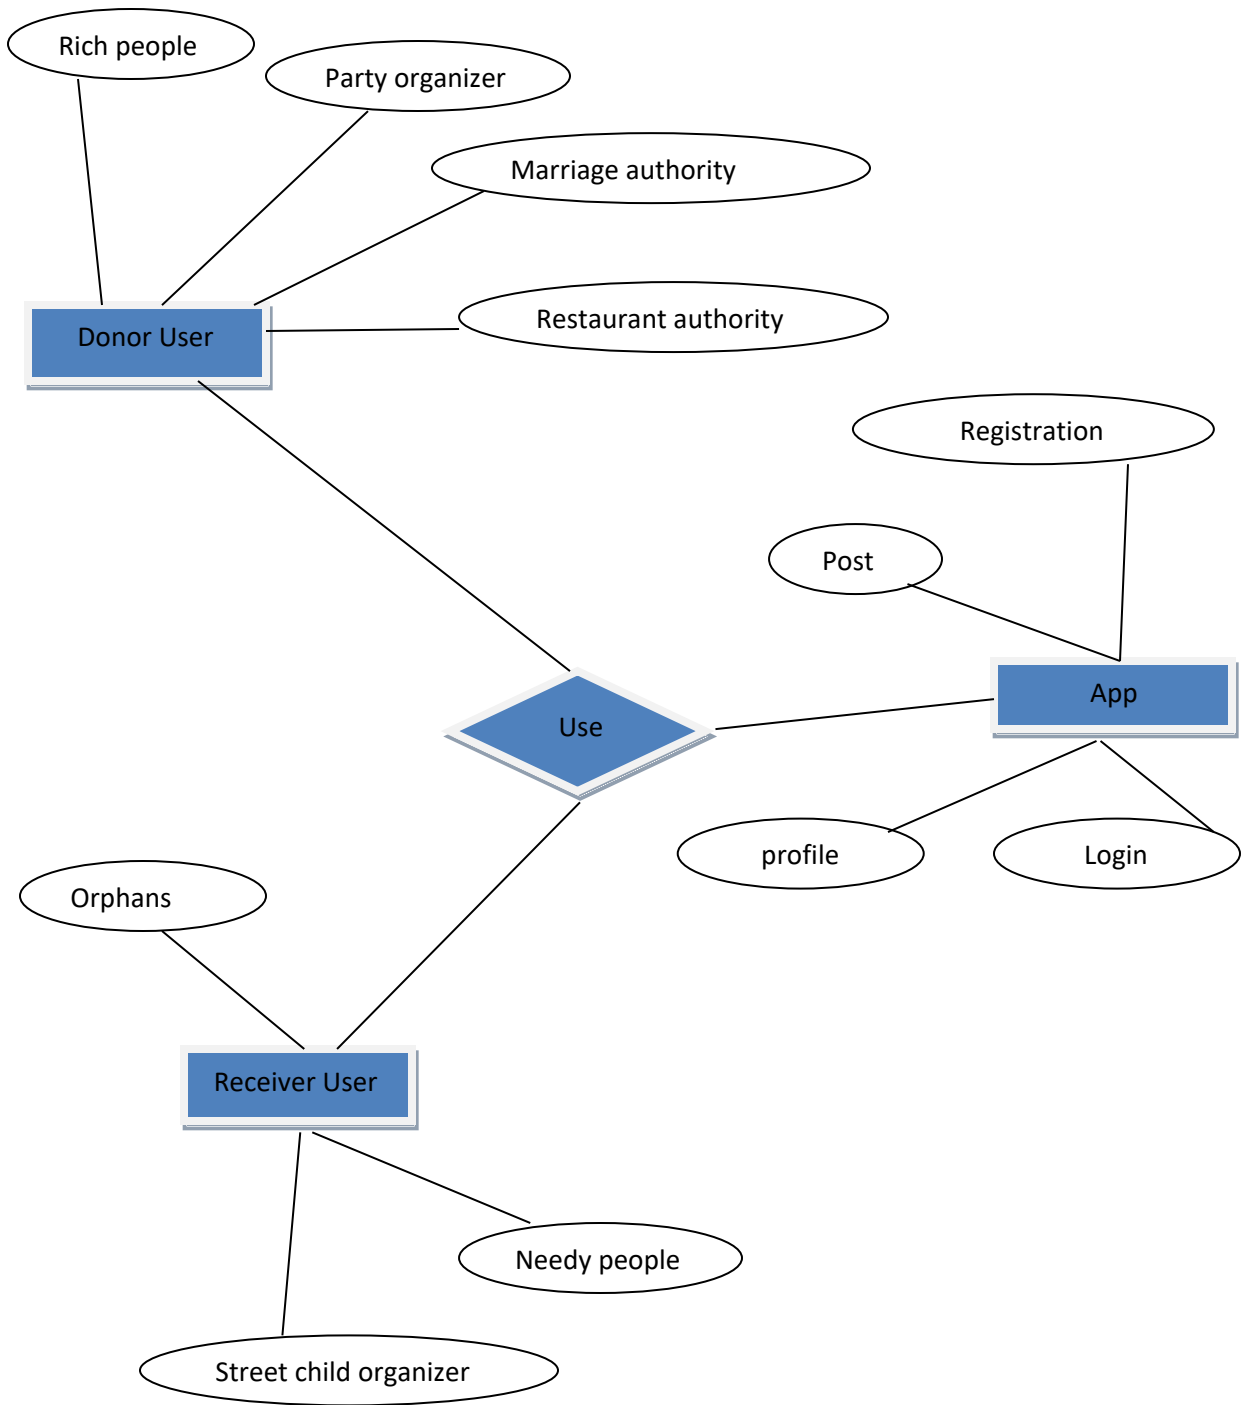 Rich people
Party organizer
Marriage authority
Restaurant authority
Donor User
Registration
Post
App
Use
profile
Login
Orphans
Receiver User
Needy people
Street child organizer